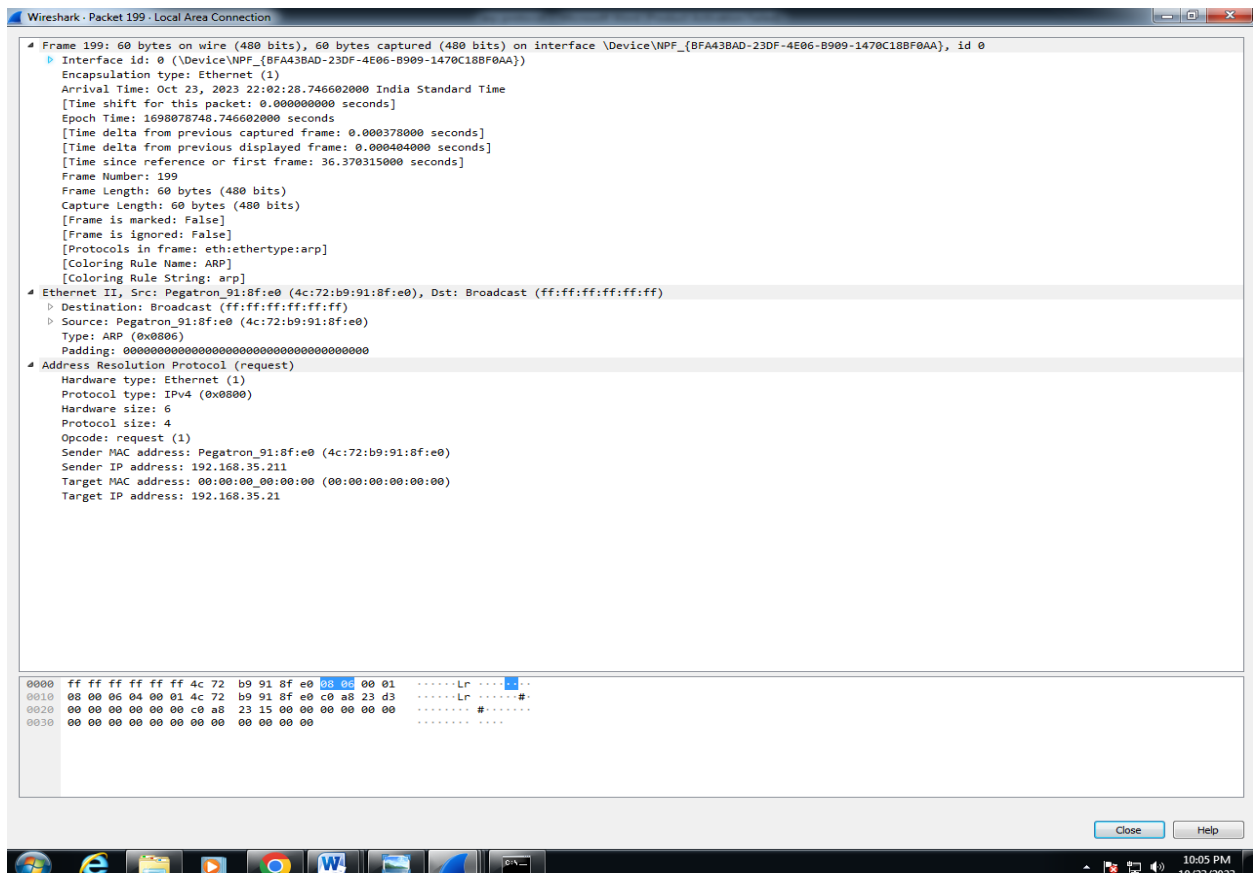 Wireshark · Packet 199 · Local Area Connection
Frame 199: 60 bytes on wire (480 bits), 60 bytes captured (480 bits) on interface \Device\NPF_{BFA43BAD-23DF-4E06-B909-1470C18BF0AA}, id 0
Interface id: 0 (\Device\NPF_{BFA43BAD-23DF-4E06-B909-1470C18BF0AA})
Encapsulation type: Ethernet (1)
Arrival Time: Oct 23, 2023 22:02:28.746602000 India Standard Time
[Time shift for this packet: 0.000000000 seconds]
Epoch Time: 1698078748.746602000 seconds
[Time delta from previous captured frame: 0.000378000 seconds]
[Time delta from previous displayed frame: 0.000404000 seconds]
[Time since reference or first frame: 36.370315000 seconds]
Frame Number: 199
Frame Length: 60 bytes (480 bits)
Capture Length: 60 bytes (480 bits)
[Frame is marked: False]
[Frame is ignored: False]
[Protocols in frame: eth:ethertype:arp]
[Coloring Rule Name: ARP]
[Coloring Rule String: arp]
Ethernet II, Src: Pegatron_91:8f:e0 (4c:72:b9:91:8f:e0), Dst: Broadcast (ff:ff:ff:ff:ff:ff)
Destination: Broadcast (ff:ff:ff:ff:ff:ff)
Source: Pegatron_91:8f:e0 (4c:72:b9:91:8f:e0)
Type: ARP (0x0806)
Padding: 000000000000000000000000000000000000
Address Resolution Protocol (request)
Hardware type: Ethernet (1)
Protocol type: IPv4 (0x0800)
Hardware size: 6
Protocol size: 4
Opcode: request (1)
Sender MAC address: Pegatron_91:8f:e0 (4c:72:b9:91:8f:e0)
Sender IP address: 192.168.35.211
Target MAC address: 00:00:00_00:00:00 (00:00:00:00:00:00)
Target IP address: 192.168.35.21
0000 ff ff ff ff ff ff 4c 72 b9 91 8f e0 08 06 00 01 ······Lr ········
0010 08 00 06 04 00 01 4c 72 b9 91 8f e0 c0 a8 23 d3 ······Lr ······#·
0020 00 00 00 00 00 00 c0 a8 23 15 00 00 00 00 00 00 ········ #·······
0030 00 00 00 00 00 00 00 00 00 00 00 00 ········ ····
Close Help
10:05 PM